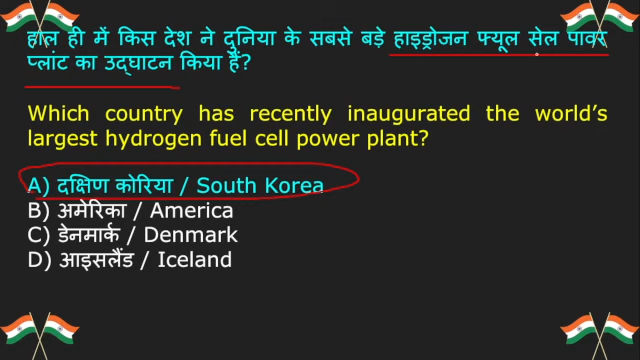 हाल ही में किस देश ने दुनिया के सबसे बड़े हाइड्रोजन फ्यूल सेल पावर
प्लांट का उद्घाटन किया है?
Which country has recently inaugurated the world's
largest hydrogen fuel cell power plant?
A) दक्षिण कोरिया / South Korea
B) अमेरिका / America
C) डेनमार्क / Denmark
D) आइसलैंड / Iceland